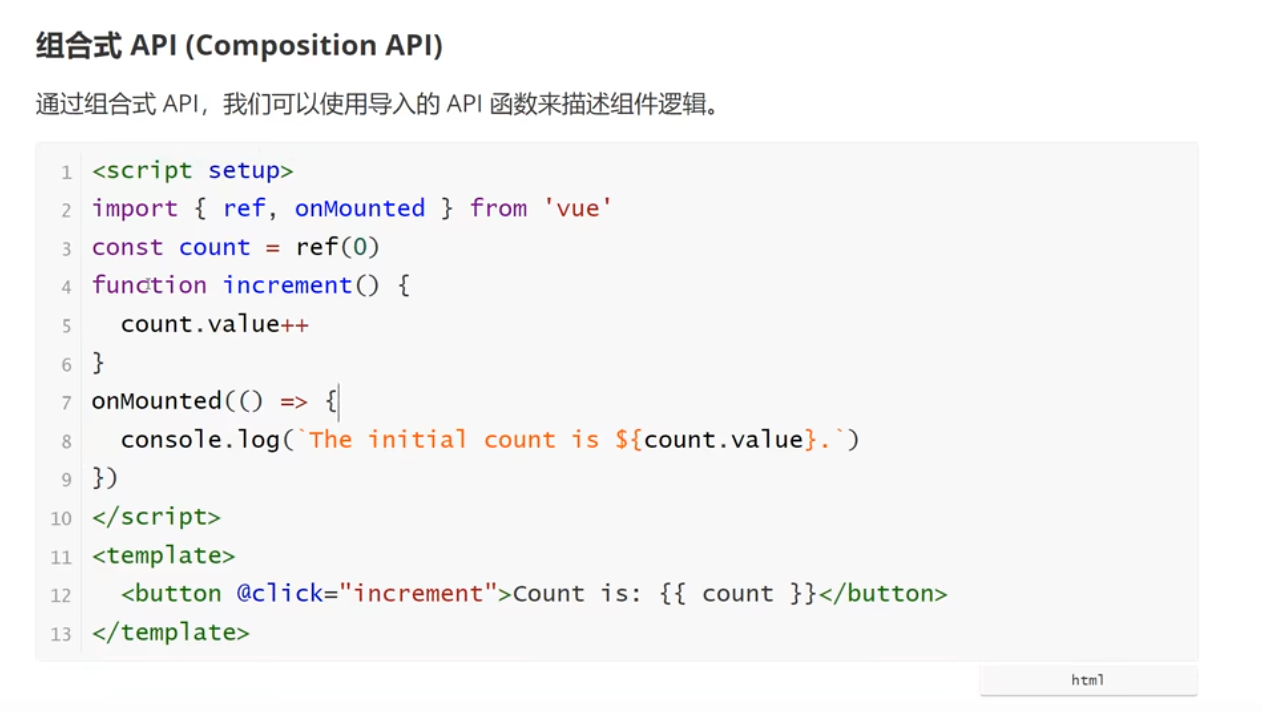 组合式 API (Composition API)
通过组合式 API，我们可以使用导入的 API 函数来描述组件逻辑。
1 <script setup>
2 import { ref, onMounted } from 'vue'
3 const count = ref(0)
4 function increment() {
5   count.value++
6 }
7 onMounted(() => {
8   console.log(`The initial count is ${count.value}.`)
9 })
10 </script>
11 <template>
12   <button @click="increment">Count is: {{ count }}</button>
13 </template>
html